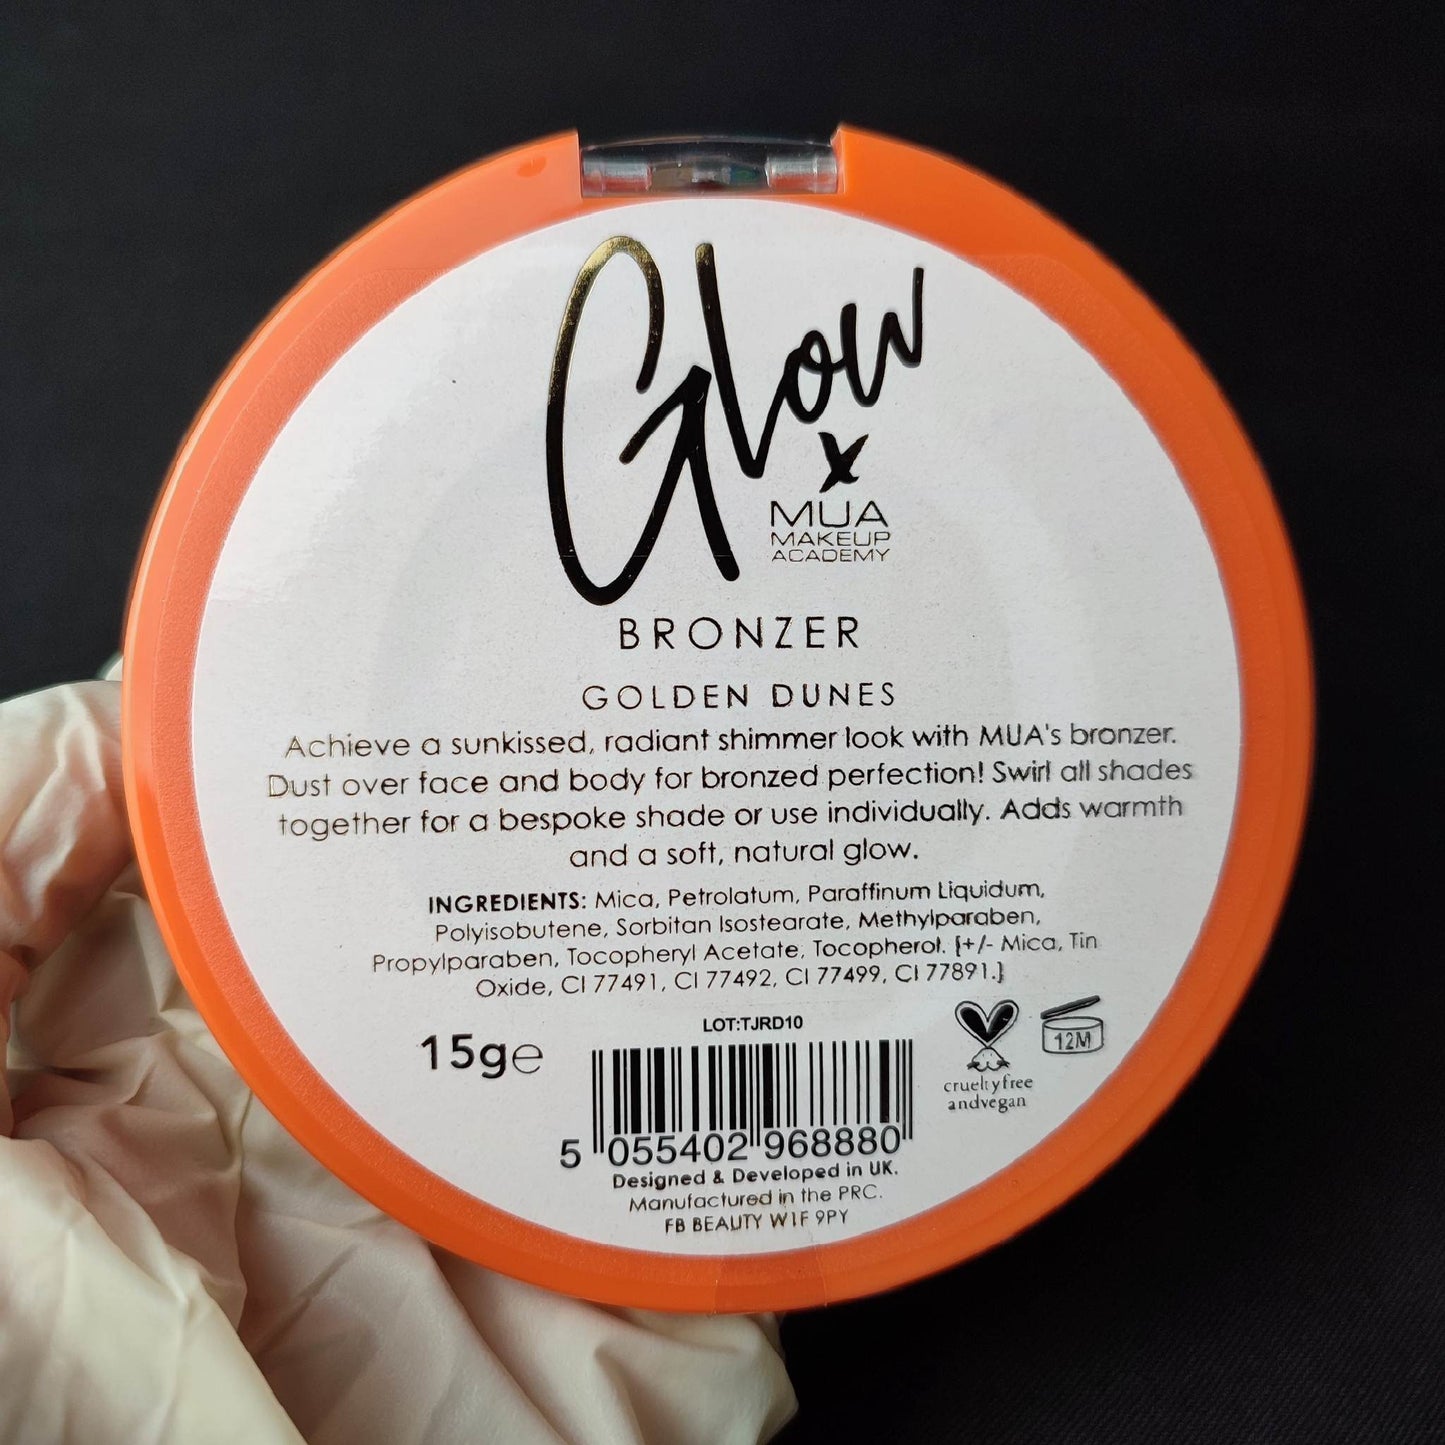 Glow
x
MUA
MAKEUP
ACADEMY
BRONZER
GOLDEN DUNES
Achieve a sunkissed, radiant shimmer look with MUA's bronzer.
Dust over face and body for bronzed perfection! Swirl all shades
together for a bespoke shade or use individually. Adds warmth
and a soft, natural glow.
INGREDIENTS: Mica, Petrolatum, Paraffinum Liquidum,
Polyisobutene, Sorbitan Isostearate, Methylparaben,
Propylparaben, Tocopheryl Acetate, Tocopherol. [+/- Mica, Tin
Oxide, CI 77491, CI 77492, CI 77499, CI 77891.]
LOT:TJRD10
15g℮
12M
cruelty free
and vegan
5 055402 968880
Designed & Developed in UK.
Manufactured in the PRC.
FB BEAUTY W1F 9PY